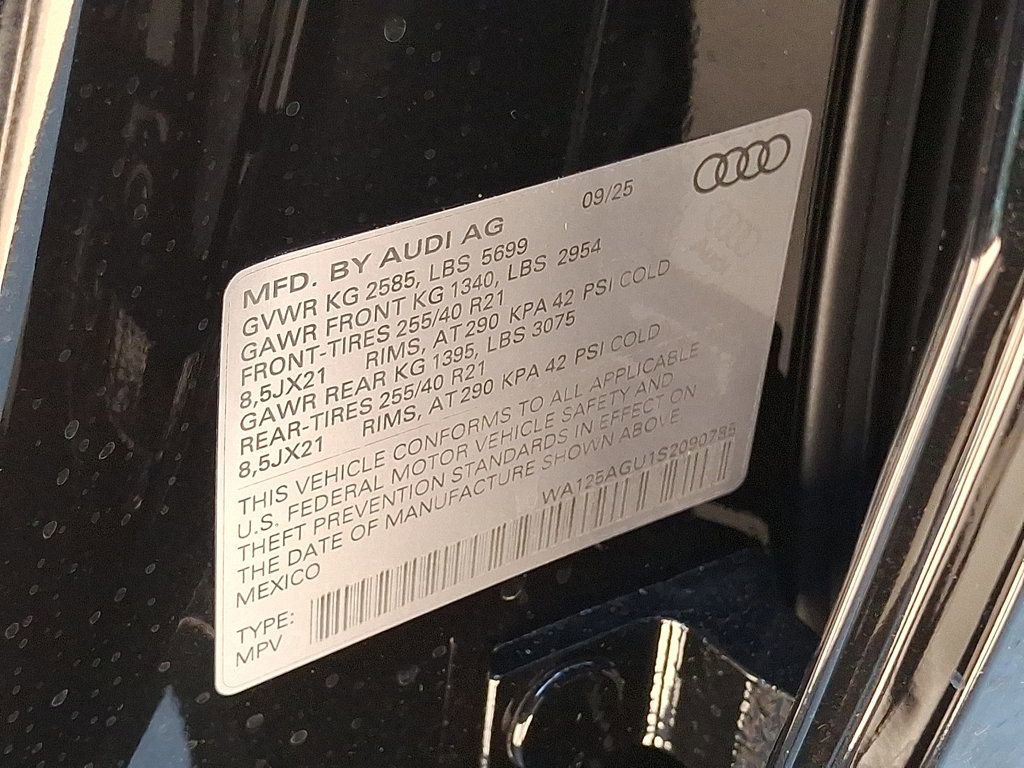 09/25
MFD. BY AUDI AG
GVWR KG 2585, LBS 5699
GAWR FRONT KG 1340, LBS 2954
FRONT-TIRES 255/40 R21
8,5JX21 RIMS, AT 290 KPA 42 PSI COLD
GAWR REAR KG 1395, LBS 3075
REAR-TIRES 255/40 R21
8,5JX21 RIMS, AT 290 KPA 42 PSI COLD
THIS VEHICLE CONFORMS TO ALL APPLICABLE
U.S. FEDERAL MOTOR VEHICLE SAFETY AND
THEFT PREVENTION STANDARDS IN EFFECT ON
THE DATE OF MANUFACTURE SHOWN ABOVE
MEXICO
WA125AGU1S2090785
TYPE:
MPV